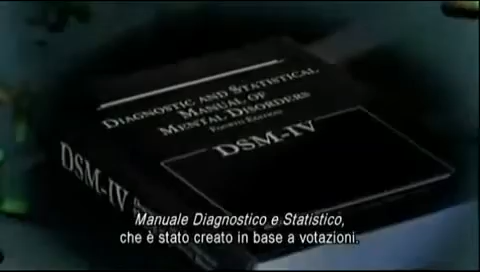 DIAGNOSTIC AND STATISTICAL
MANUAL OF
MENTAL DISORDERS
FOURTH EDITION
DSM-IV
DSM-IV
Manuale Diagnostico e Statistico,
che è stato creato in base a votazioni.